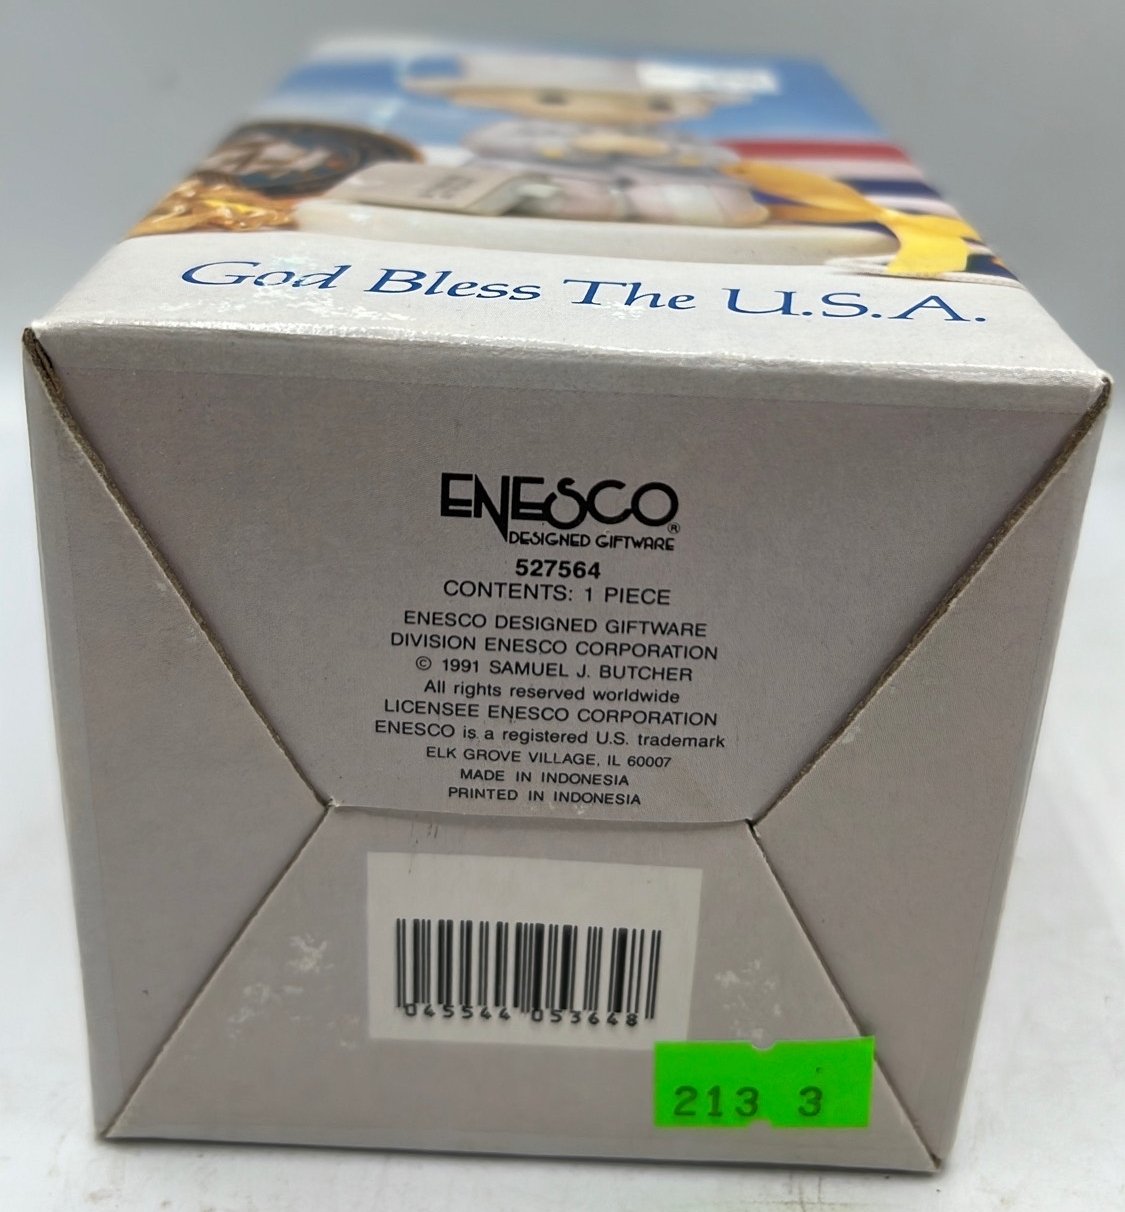 God Bless The U.S.A.
ENESCO®
DESIGNED GIFTWARE
527564
CONTENTS: 1 PIECE
ENESCO DESIGNED GIFTWARE
DIVISION ENESCO CORPORATION
© 1991 SAMUEL J. BUTCHER
All rights reserved worldwide
LICENSEE ENESCO CORPORATION
ENESCO is a registered U.S. trademark
ELK GROVE VILLAGE, IL 60007
MADE IN INDONESIA
PRINTED IN INDONESIA
045544 053648
213 3